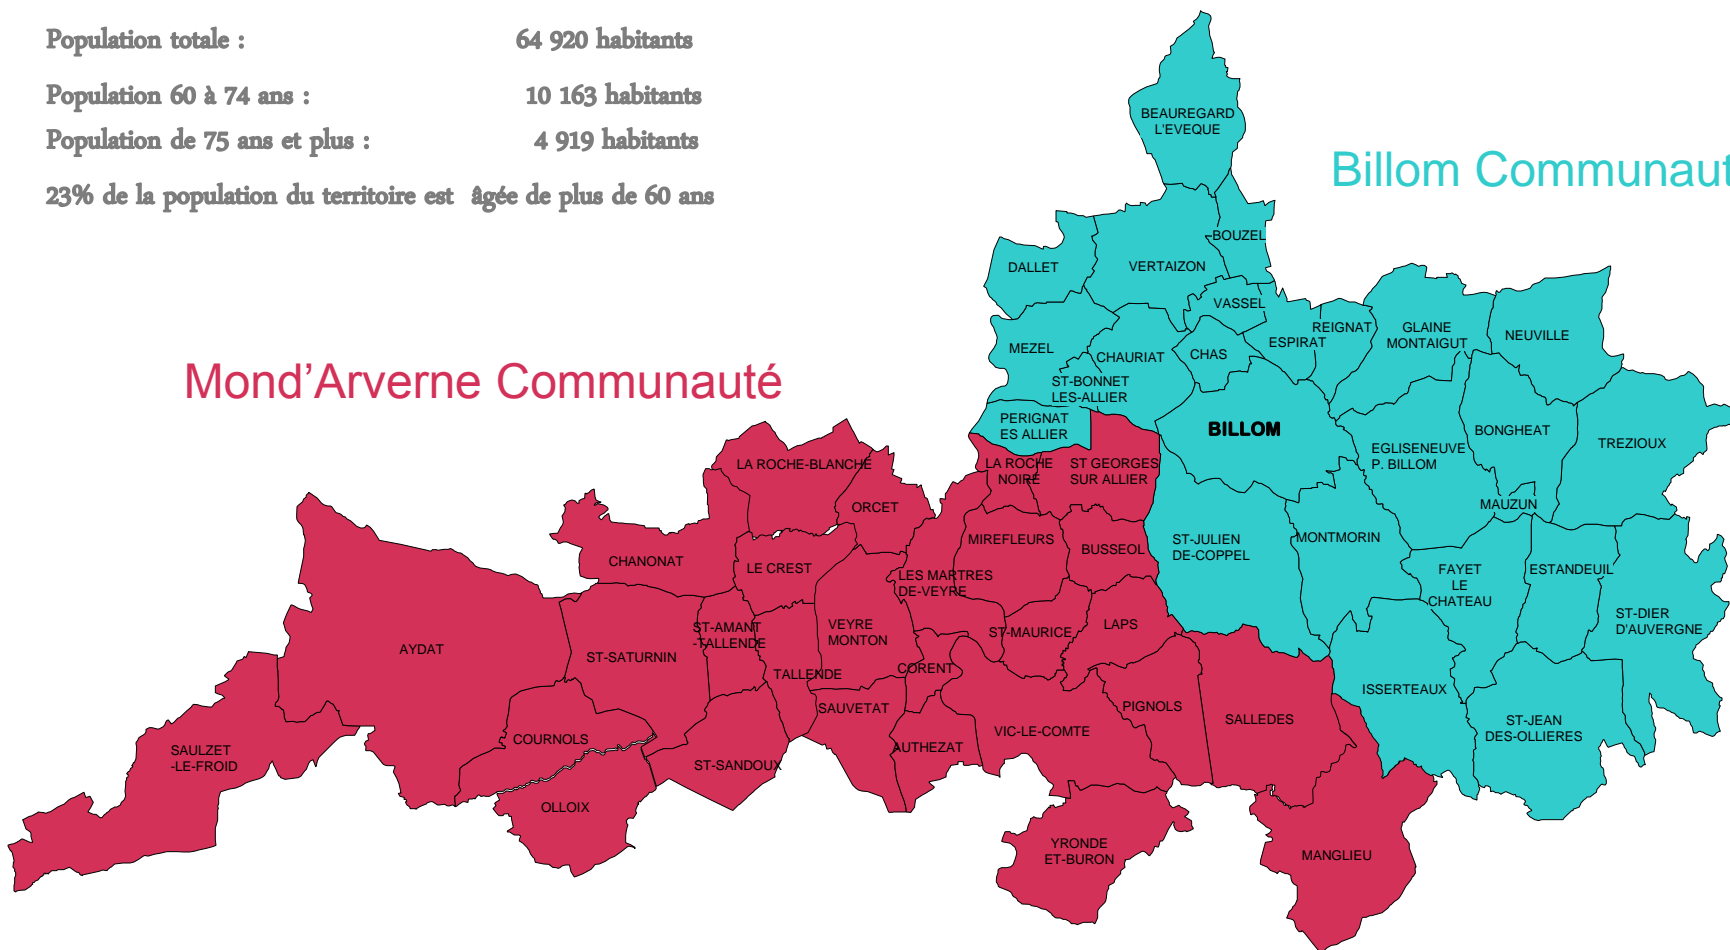 Population totale : 64 920 habitants
Population 60 à 74 ans : 10 163 habitants
Population de 75 ans et plus : 4 919 habitants
23% de la population du territoire est âgée de plus de 60 ans
Billom Communaut
Mond'Arverne Communauté
BEAUREGARD
L'EVEQUE
BOUZEL
DALLET
VERTAIZON
VASSEL
REIGNAT
ESPIRAT
GLAINE
MONTAIGUT
NEUVILLE
MEZEL
CHAURIAT
CHAS
ST-BONNET
LES-ALLIER
PERIGNAT
ES ALLIER
BILLOM
EGLISENEUVE
P. BILLOM
BONGHEAT
TREZIOUX
MAUZUN
LA ROCHE-BLANCHE
ORCET
LA ROCHE
NOIRE
ST GEORGES
SUR ALLIER
CHANONAT
LE CREST
MIREFLEURS
BUSSEOL
ST-JULIEN
DE-COPPEL
MONTMORIN
LES MARTRES
DE-VEYRE
FAYET
LE
CHATEAU
ESTANDEUIL
ST-DIER
D'AUVERGNE
AYDAT
ST-SATURNIN
ST-AMANT
-TALLENDE
VEYRE
MONTON
ST-MAURICE
LAPS
TALLENDE
CORENT
ISSERTEAUX
SAUVETAT
PIGNOLS
SALLEDES
ST-JEAN
DES-OLLIERES
SAULZET
-LE-FROID
COURNOLS
ST-SANDOUX
AUTHEZAT
VIC-LE-COMTE
OLLOIX
YRONDE
ET-BURON
MANGLIEU